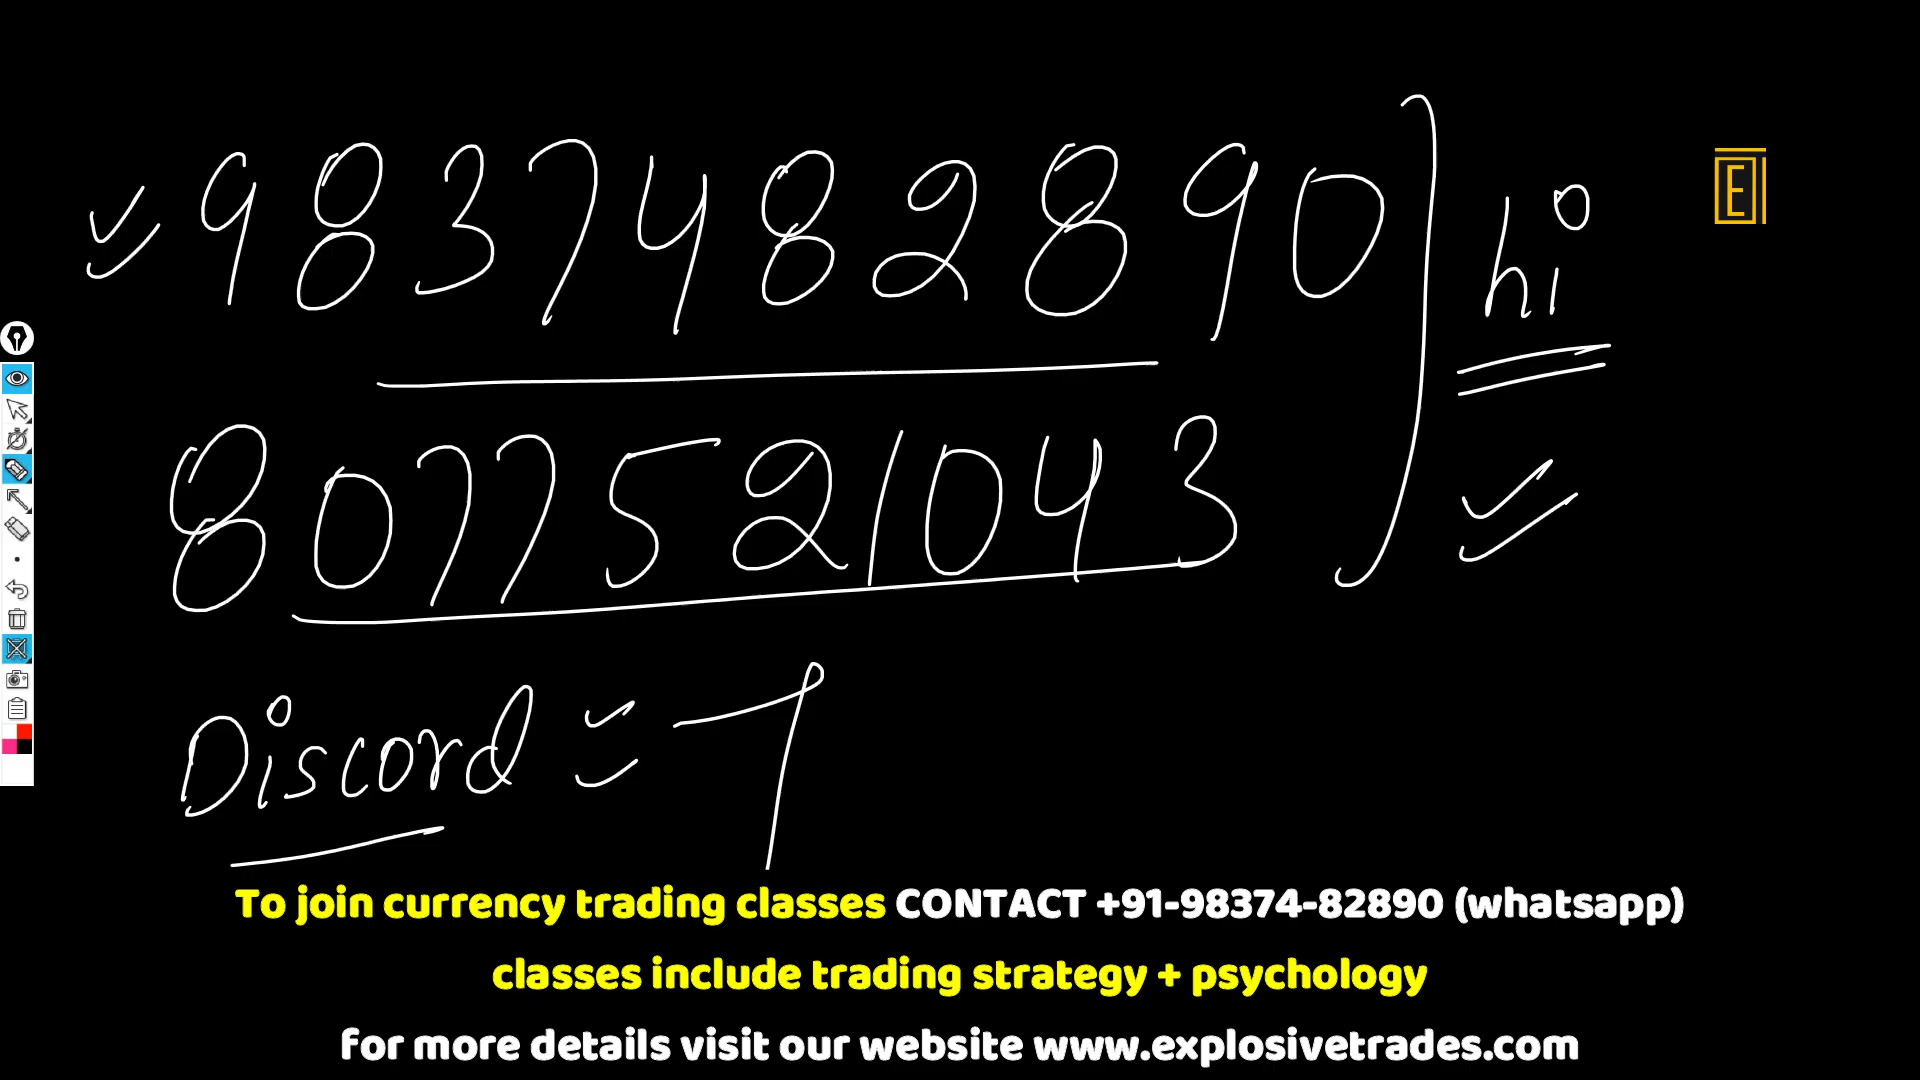 9837482890
hi
8077521043
Discord
E
To join currency trading classes CONTACT +91-98374-82890 (whatsapp)
classes include trading strategy + psychology
for more details visit our website www.explosivetrades.com